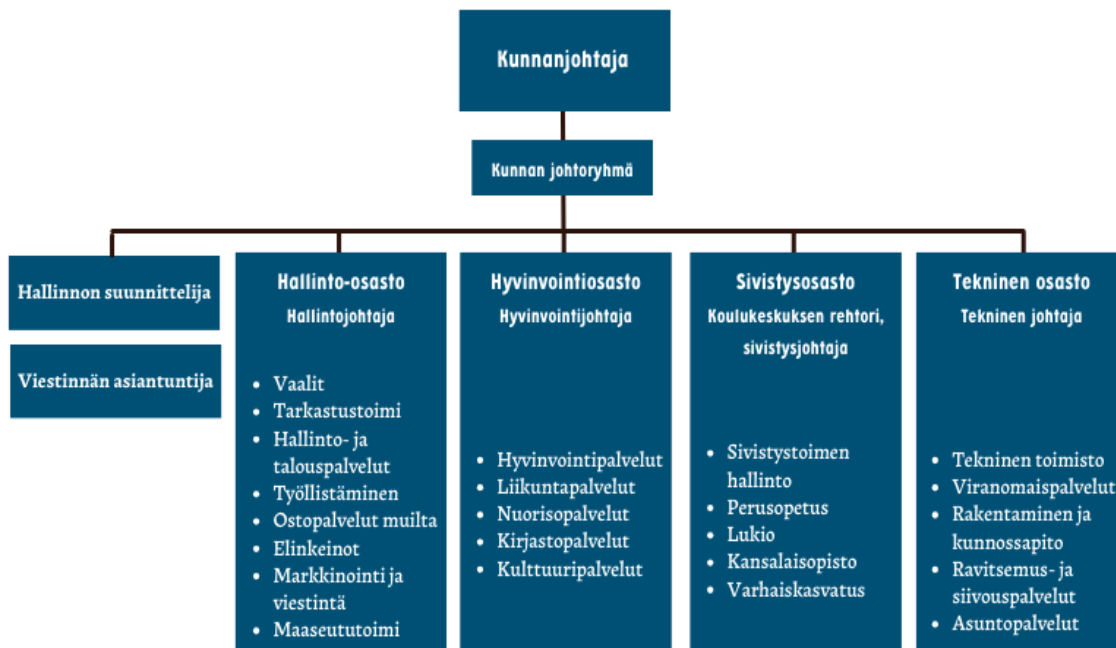 Kunnanjohtaja
Kunnan johtoryhmä
Hallinnon suunnittelija
Viestinnän asiantuntija
Hallinto-osasto
Hallintojohtaja
• Vaalit
• Tarkastustoimi
• Hallinto- ja
talouspalvelut
• Työllistäminen
• Ostopalvelut muilta
• Elinkeinot
• Markkinointi ja
viestintä
• Maaseututoimi
Hyvinvointiosasto
Hyvinvointijohtaja
• Hyvinvointipalvelut
• Liikuntapalvelut
• Nuorisopalvelut
• Kirjastopalvelut
• Kulttuuripalvelut
Sivistysosasto
Koulukeskuksen rehtori,
sivistysjohtaja
• Sivistystoimen
hallinto
• Perusopetus
• Lukio
• Kansalaisopisto
• Varhaiskasvatus
Tekninen osasto
Tekninen johtaja
• Tekninen toimisto
• Viranomaispalvelut
• Rakentaminen ja
kunnossapito
• Ravitsemus- ja
siivouspalvelut
• Asuntopalvelut